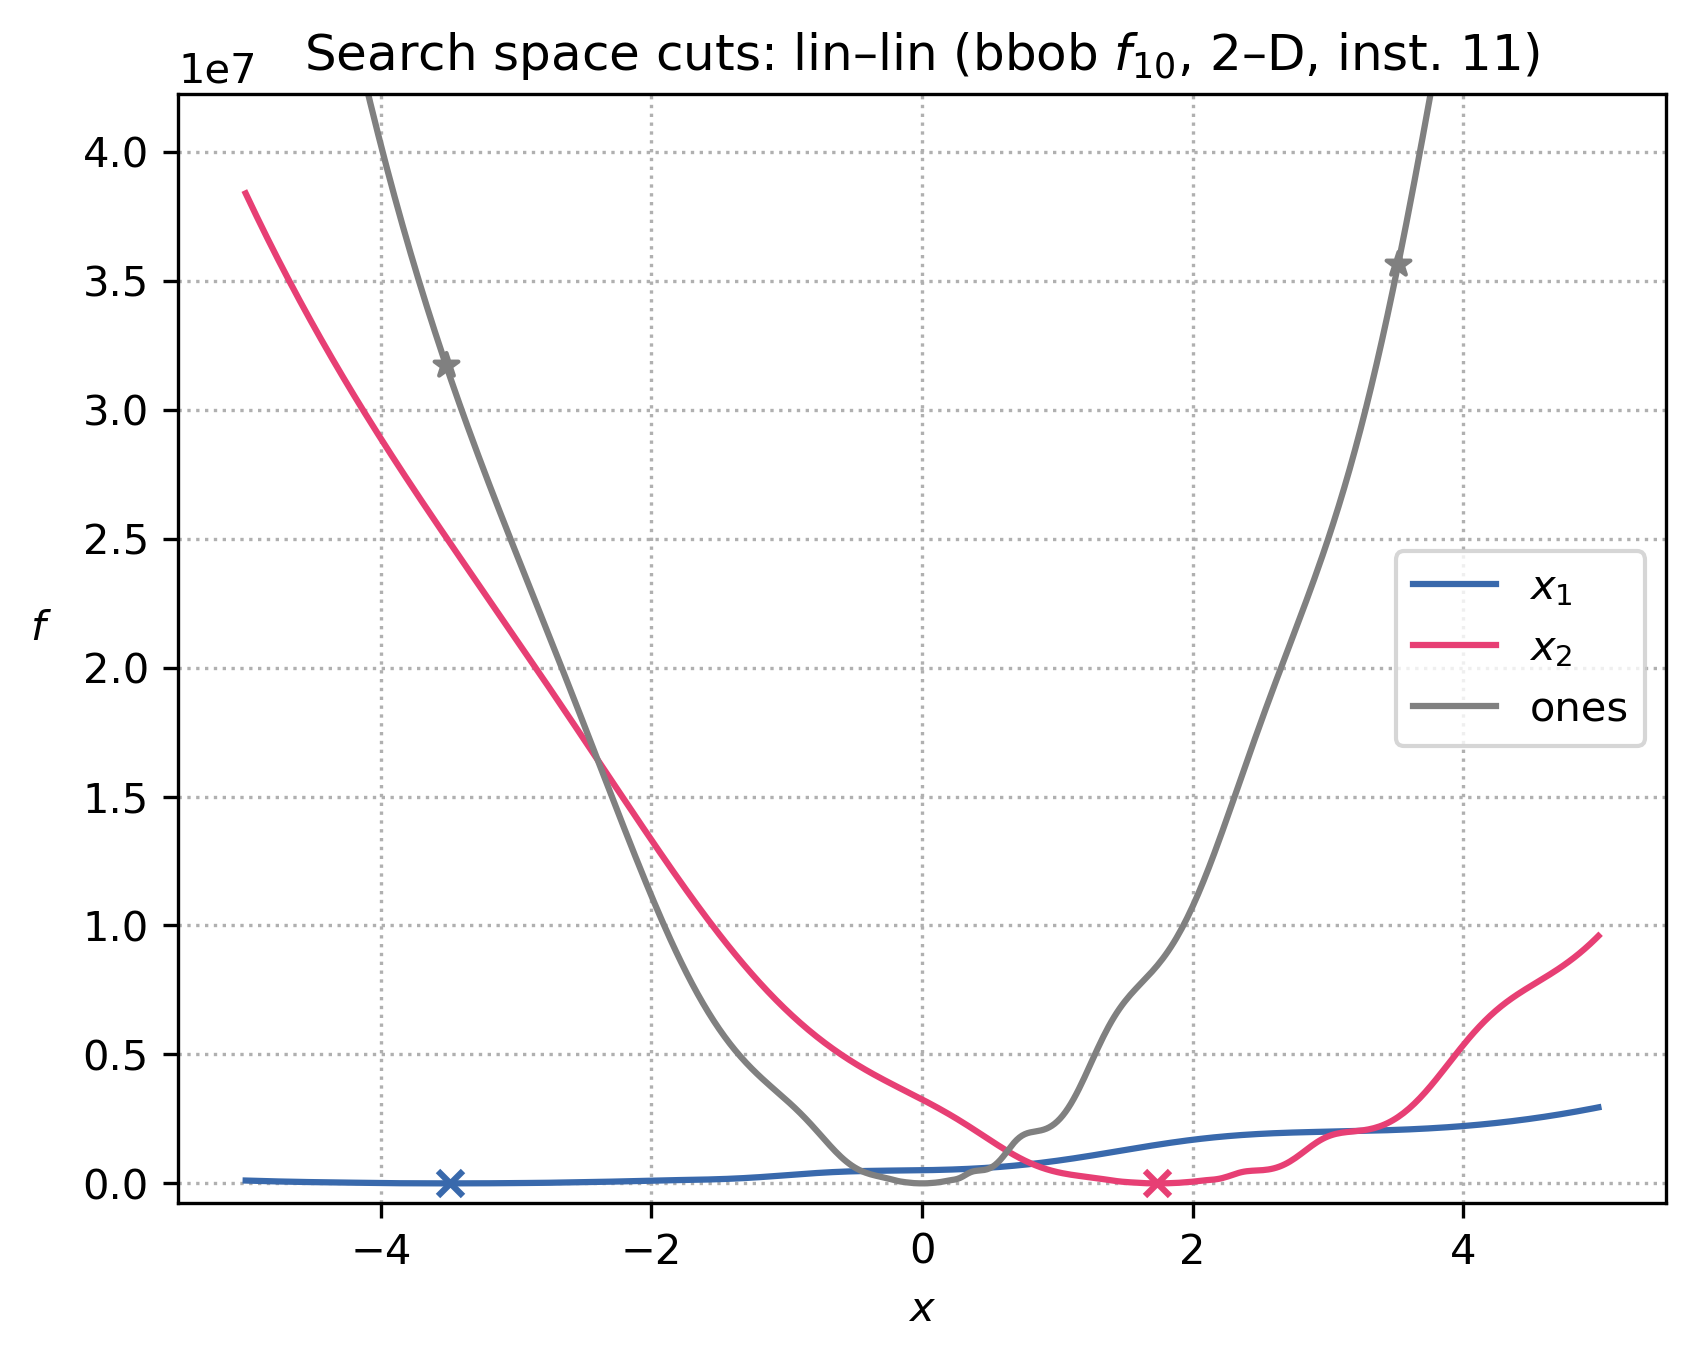 Search space cuts: lin–lin (bbob f10, 2–D, inst. 11)
1e7
4.0
3.5
3.0
2.5
2.0
1.5
1.0
0.5
0.0
f
x1
x2
ones
−4 −2 0 2 4
x